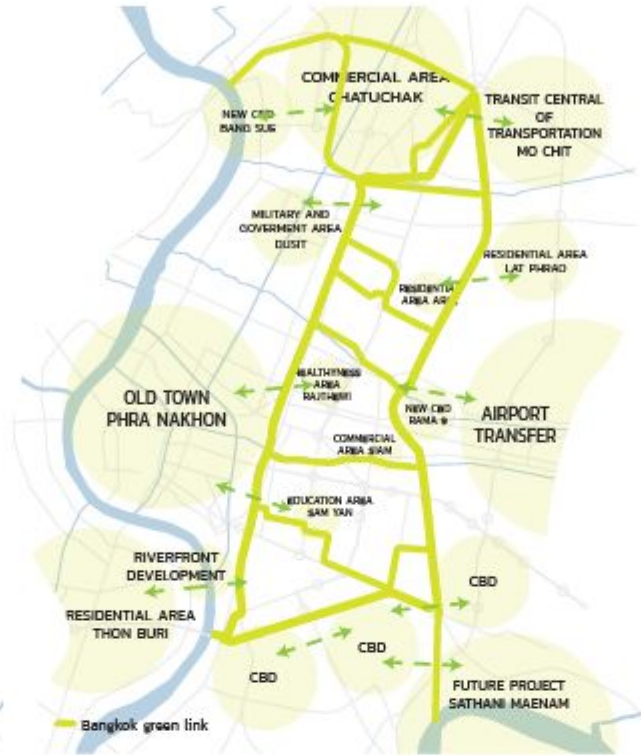 COMMERCIAL AREA
CHATUCHAK
NEW CBD
BANG SUE
TRANSIT CENTRAL
OF
TRANSPORTATION
MO CHIT
MILITARY AND
GOVERMENT AREA
DUSIT
RESIDENTIAL AREA
LAT PHRAO
RESIDENTIAL
AREA ARI
HEALTHYNESS
AREA
RAJTHEWI
OLD TOWN
PHRA NAKHON
NEW CBD
RAMA 9
AIRPORT
TRANSFER
COMMERCIAL
AREA SIAM
EDUCATION AREA
SAM YAN
RIVERFRONT
DEVELOPMENT
RESIDENTIAL AREA
THON BURI
CBD
CBD
CBD
FUTURE PROJECT
SATHANI MAENAM
Bangkok green link